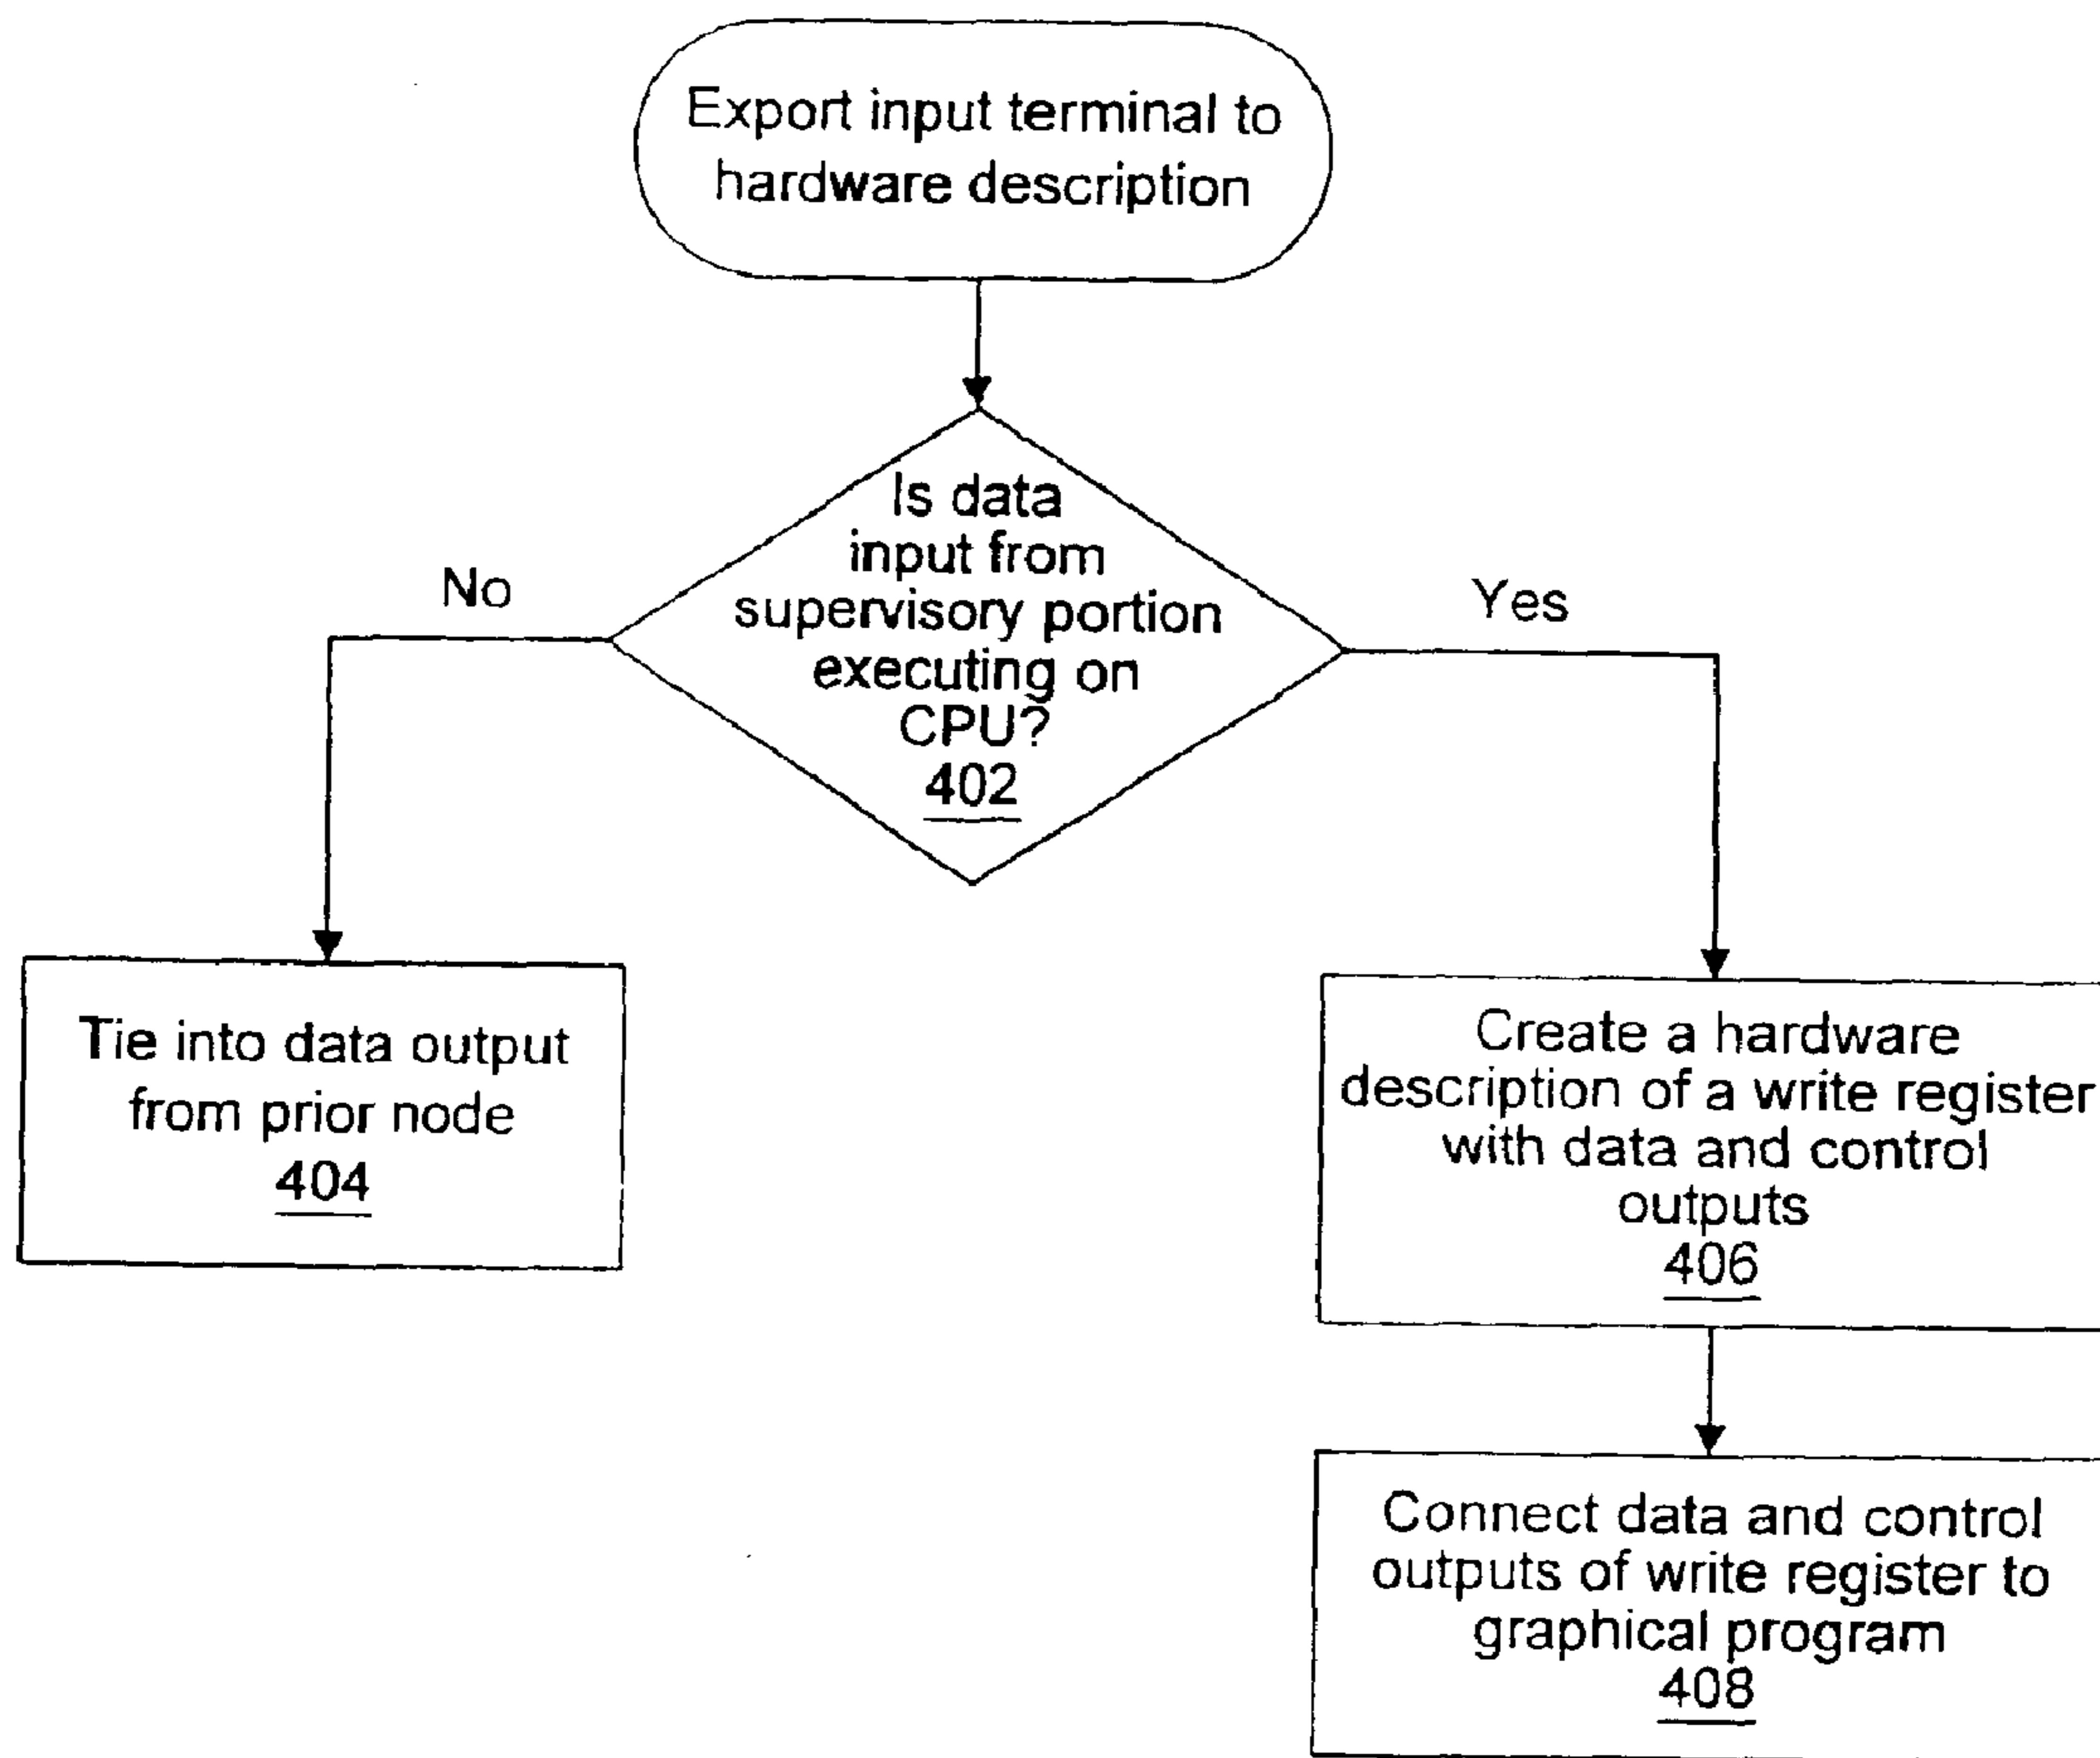 Export input terminal to
hardware description
Is data
input from
supervisory portion
executing on
CPU?
402
No
Yes
Tie into data output
from prior node
404
Create a hardware
description of a write register
with data and control
outputs
406
Connect data and control
outputs of write register to
graphical program
408